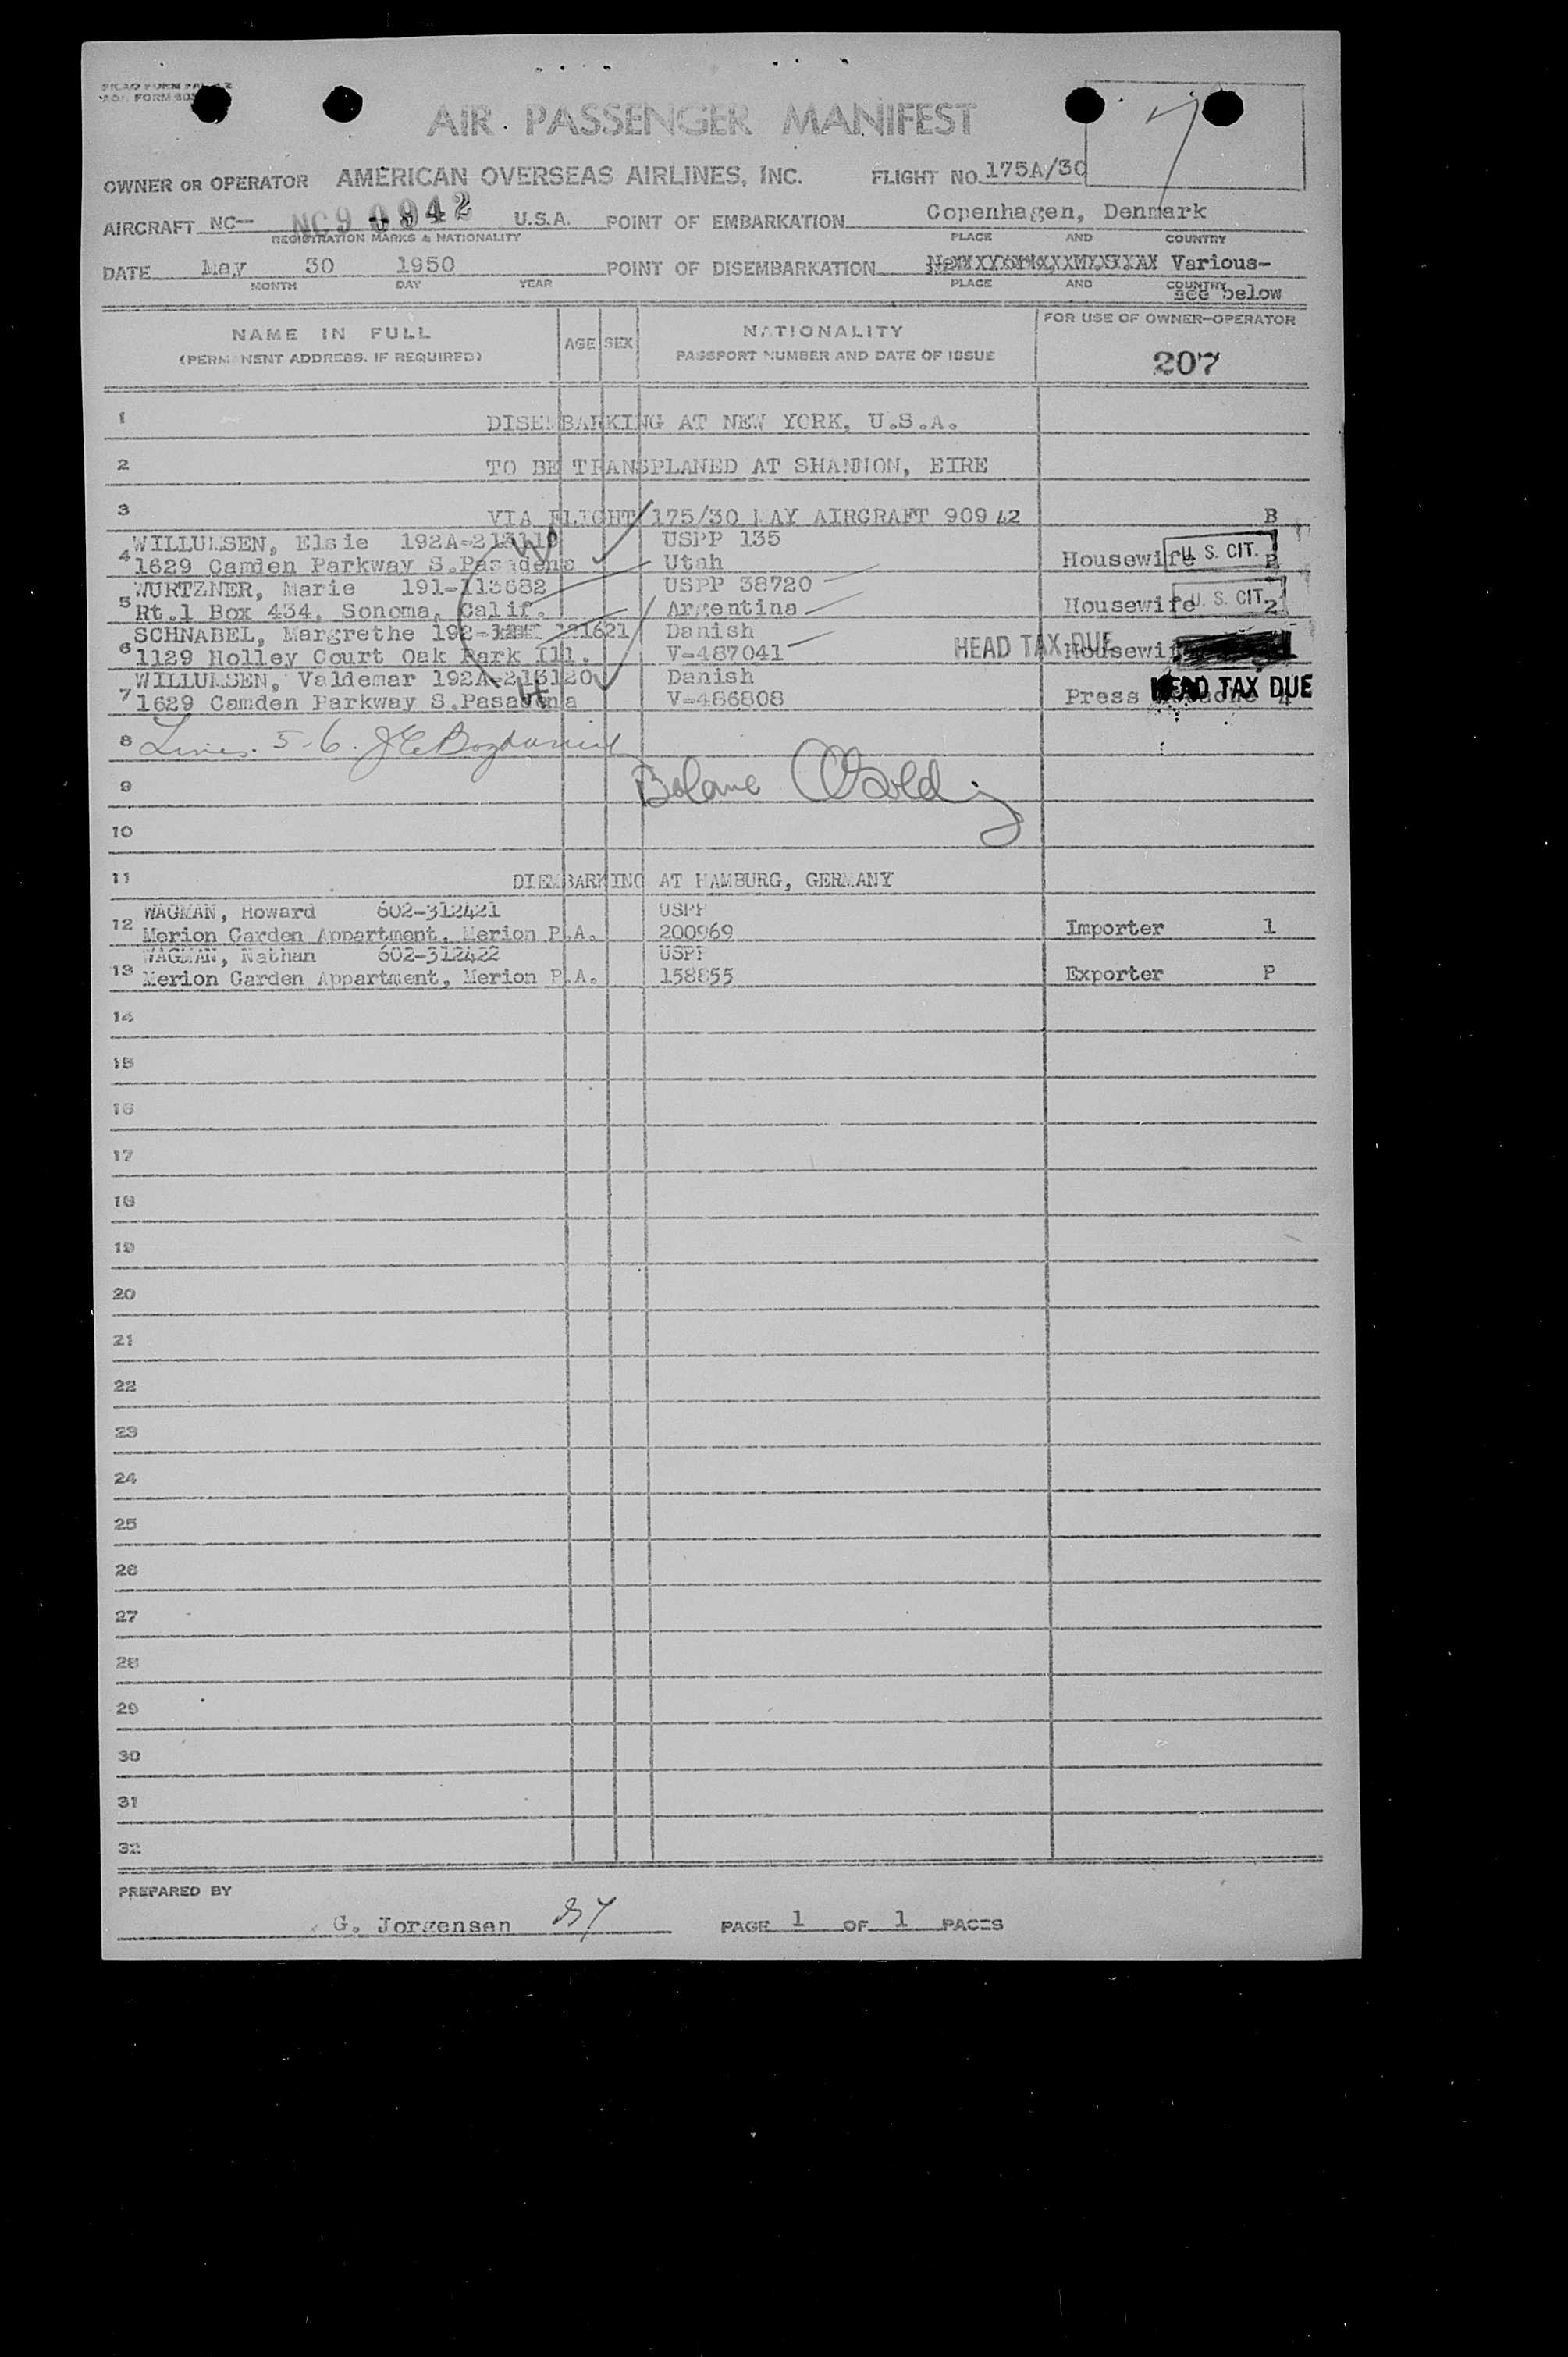 AIR PASSENGER MANIFEST
OWNER OR OPERATOR AMERICAN OVERSEAS AIRLINES, INC. FLIGHT NO. 175A/30
AIRCRAFT NC— NC90942 U.S.A. POINT OF EMBARKATION Copenhagen, Denmark
REGISTRATION MARKS & NATIONALITY PLACE AND COUNTRY
DATE May 30 1950 POINT OF DISEMBARKATION Various-
MONTH DAY YEAR PLACE AND COUNTRY
see below
NAME IN FULL
(PERMANENT ADDRESS. IF REQUIRED)
AGE SEX
NATIONALITY
PASSPORT NUMBER AND DATE OF ISSUE
FOR USE OF OWNER-OPERATOR
207
1 DISEMBARKING AT NEW YORK, U.S.A.
2 TO BE TRANSPLANED AT SHANNON, EIRE
3 VIA FLIGHT 175/30 MAY AIRGRAFT 90942 B
WILLUMSEN, Elsie 192A-213119 USPP 135
4 1629 Camden Parkway S.Pasadena Utah Housewife U. S. CIT.
WURTZNER, Marie 191-113682 USPP 38720
5 Rt.1 Box 434, Sonoma, Calif. Argentina Housewife U. S. CIT. 2
SCHNABEL, Margrethe 192- 121621 Danish
6 1129 Holley Court Oak Park Ill. V-487041 HEAD TAX DUE Housewife
WILLUMSEN, Valdemar 192A-213120 Danish
7 1629 Camden Parkway S.Pasadena V-486808 Press HEAD TAX DUE
8 Lines. 5-6.
9
10
11 DIEMBARKING AT HAMBURG, GERMANY
WAGMAN, Howard 602-312421 USPP
12 Merion Garden Appartment, Merion P.A. 200969 Importer 1
WAGMAN, Nathan 602-312422 USPP
13 Merion Garden Appartment, Merion P.A. 158855 Exporter P
14
15
16
17
18
19
20
21
22
23
24
25
26
27
28
29
30
31
32
PREPARED BY
G. Jorgensen PAGE 1 OF 1 PAGES